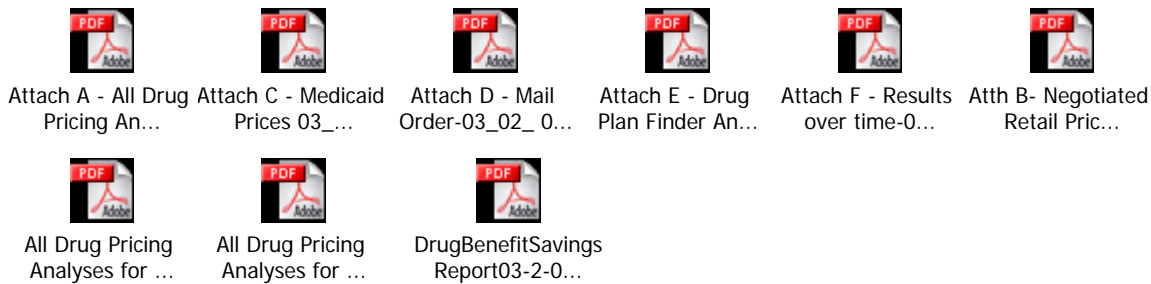 PDF PDF PDF PDF PDF PDF
Adobe Adobe Adobe Adobe Adobe Adobe
Attach A - All Drug Attach C - Medicaid Attach D - Mail Attach E - Drug Attach F - Results Atth B- Negotiated
Pricing An... Prices 03_... Order-03_02_ 0... Plan Finder An... over time-0... Retail Pric...
PDF PDF PDF
Adobe Adobe Adobe
All Drug Pricing All Drug Pricing DrugBenefitSavings
Analyses for ... Analyses for ... Report03-2-0...